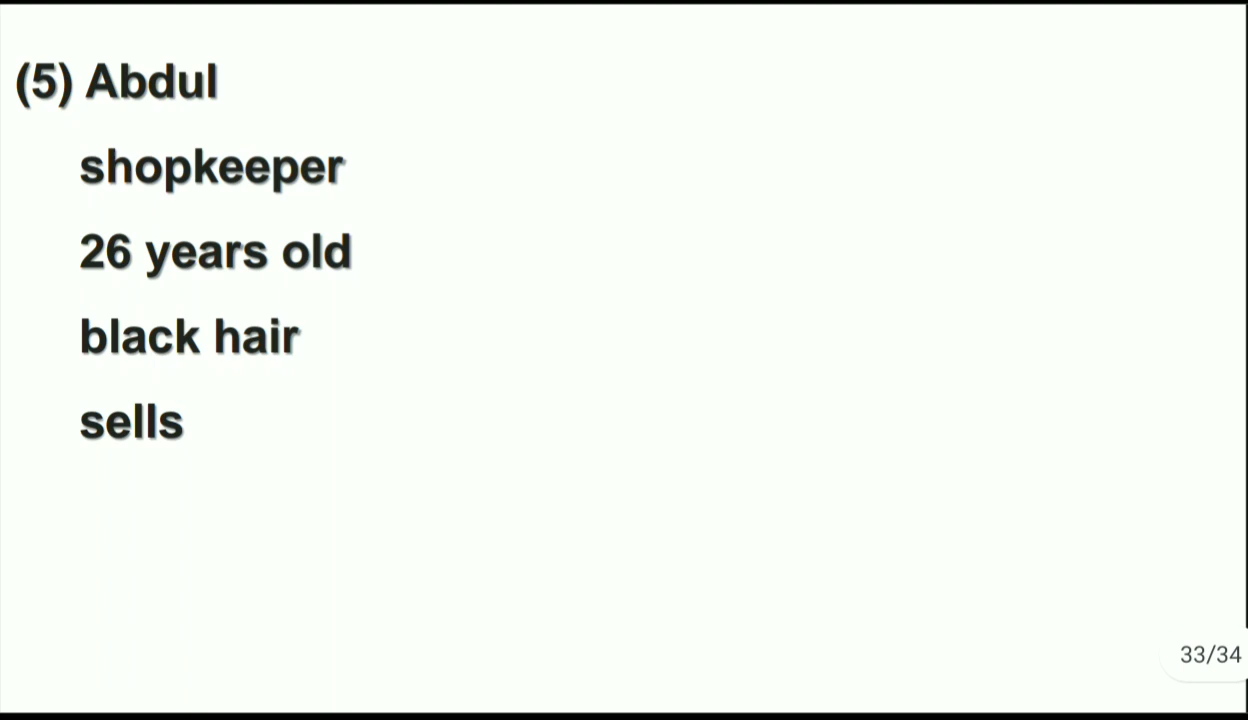 (5) Abdul
shopkeeper
26 years old
black hair
sells
33/34